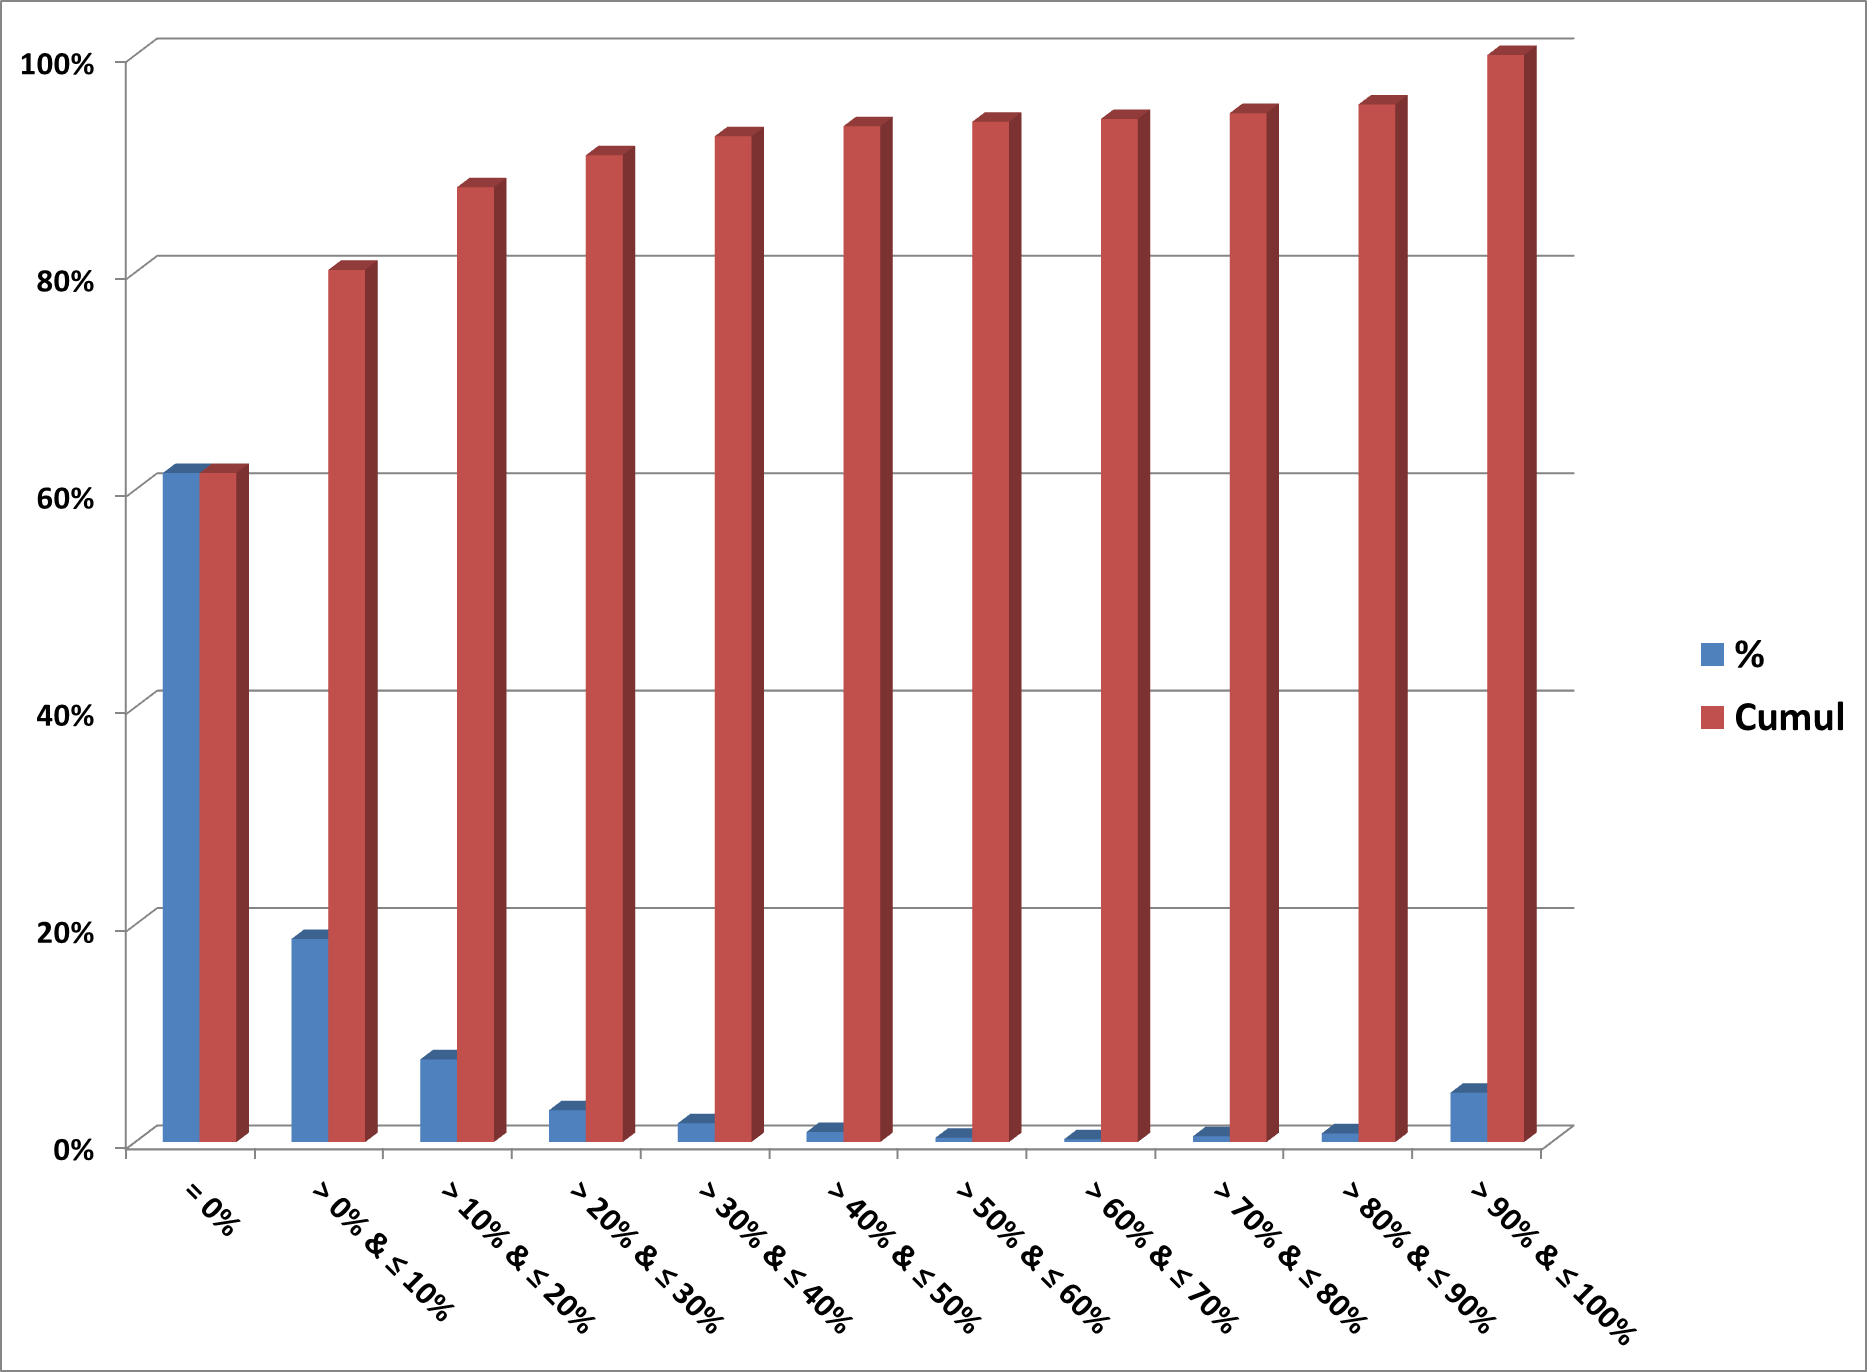 100%
80%
60%
40%
20%
0%
= 0%
> 0% & ≤ 10%
> 10% & ≤ 20%
> 20% & ≤ 30%
> 30% & ≤ 40%
> 40% & ≤ 50%
> 50% & ≤ 60%
> 60% & ≤ 70%
> 70% & ≤ 80%
> 80% & ≤ 90%
> 90% & ≤ 100%
%
Cumul